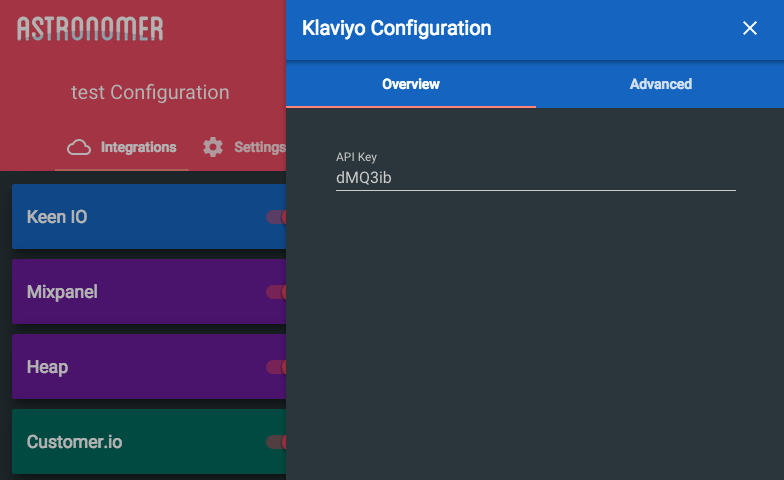 ASTRONOMER
test Configuration
Integrations
Settings
Keen IO
Mixpanel
Heap
Customer.io
Klaviyo Configuration
Overview
Advanced
API Key
dMQ3ib